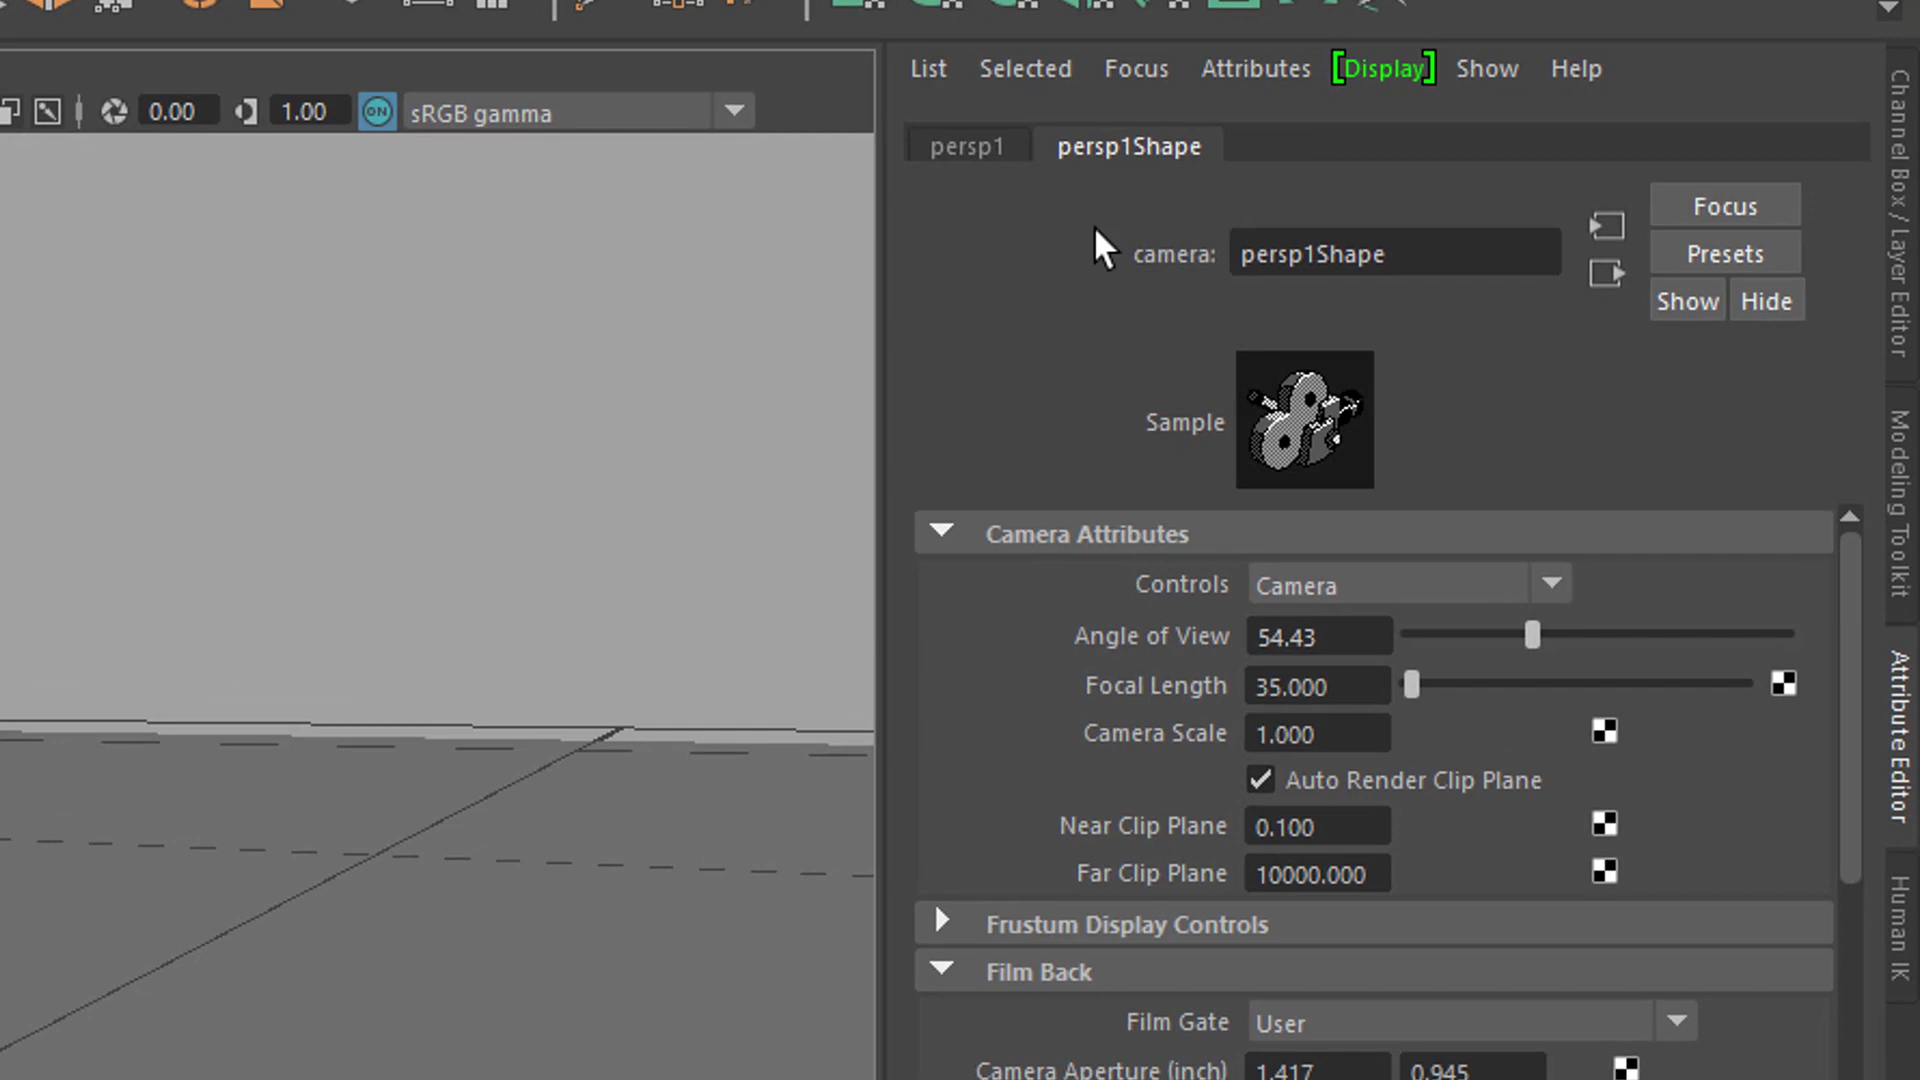 List Selected Focus Attributes [Display] Show Help
0.00 1.00 ON sRGB gamma
persp1 persp1Shape
Focus
camera: persp1Shape
Presets
Show Hide
Sample
Camera Attributes
Controls Camera
Angle of View 54.43
Focal Length 35.000
Camera Scale 1.000
Auto Render Clip Plane
Near Clip Plane 0.100
Far Clip Plane 10000.000
Frustum Display Controls
Film Back
Film Gate User
Camera Aperture (inch) 1.417 0.945
Channel Box / Layer Editor
Modeling Toolkit
Attribute Editor
Human IK